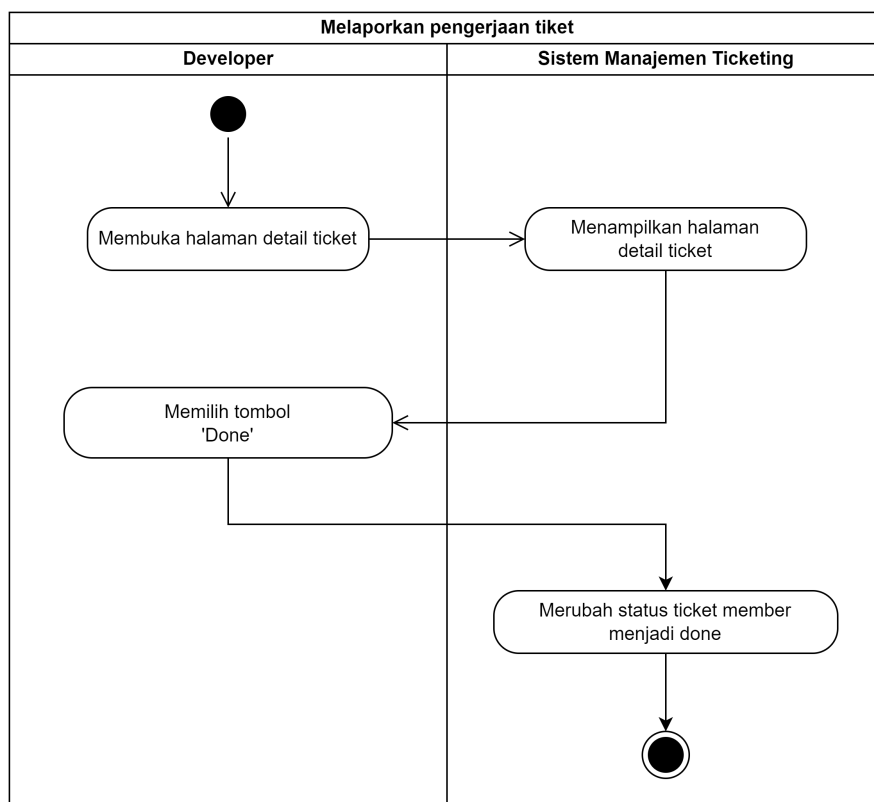 Melaporkan pengerjaan tiket
Developer
Sistem Manajemen Ticketing
Membuka halaman detail ticket
Menampilkan halaman
detail ticket
Memilih tombol
'Done'
Merubah status ticket member
menjadi done